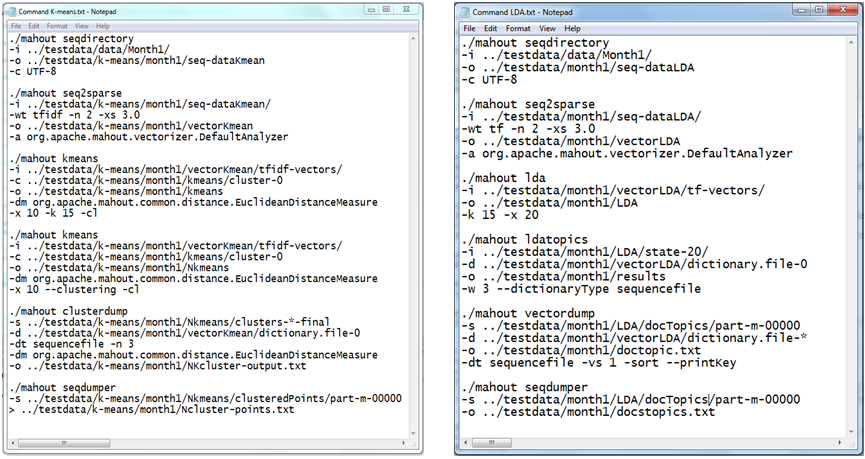 Command K-means.txt - Notepad
File Edit Format View Help
./mahout seqdirectory
-i ../testdata/data/Month1/
-o ../testdata/k-means/month1/seq-dataKmean
-c UTF-8
./mahout seq2sparse
-i ../testdata/k-means/month1/seq-dataKmean/
-wt tfidf -n 2 -xs 3.0
-o ../testdata/k-means/month1/vectorKmean
-a org.apache.mahout.vectorizer.DefaultAnalyzer
./mahout kmeans
-i ../testdata/k-means/month1/vectorKmean/tfidf-vectors/
-c ../testdata/k-means/month1/kmeans/cluster-0
-o ../testdata/k-means/month1/kmeans
-dm org.apache.mahout.common.distance.EuclideanDistanceMeasure
-x 10 -k 15 -cl
./mahout kmeans
-i ../testdata/k-means/month1/vectorKmean/tfidf-vectors/
-c ../testdata/k-means/month1/kmeans/cluster-0
-o ../testdata/k-means/month1/Nkmeans
-dm org.apache.mahout.common.distance.EuclideanDistanceMeasure
-x 10 --clustering -cl
./mahout clusterdump
-s ../testdata/k-means/month1/Nkmeans/clusters-*-final
-d ../testdata/k-means/month1/vectorKmean/dictionary.file-0
-dt sequencefile -n 3
-dm org.apache.mahout.common.distance.EuclideanDistanceMeasure
-o ../testdata/k-means/month1/NKcluster-output.txt
./mahout seqdumper
-s ../testdata/k-means/month1/Nkmeans/clusteredPoints/part-m-00000
> ../testdata/k-means/month1/Ncluster-points.txt
Command LDA.txt - Notepad
File Edit Format View Help
./mahout seqdirectory
-i ../testdata/data/Month1/
-o ../testdata/month1/seq-dataLDA
-c UTF-8
./mahout seq2sparse
-i ../testdata/month1/seq-dataLDA/
-wt tf -n 2 -xs 3.0
-o ../testdata/month1/vectorLDA
-a org.apache.mahout.vectorizer.DefaultAnalyzer
./mahout lda
-i ../testdata/month1/vectorLDA/tf-vectors/
-o ../testdata/month1/LDA
-k 15 -x 20
./mahout ldatopics
-i ../testdata/month1/LDA/state-20/
-d ../testdata/month1/vectorLDA/dictionary.file-0
-o ../testdata/month1/results
-w 3 --dictionaryType sequencefile
./mahout vectordump
-s ../testdata/month1/LDA/docTopics/part-m-00000
-d ../testdata/month1/vectorLDA/dictionary.file-*
-o ../testdata/month1/doctopic.txt
-dt sequencefile -vs 1 -sort --printKey
./mahout seqdumper
-s ../testdata/month1/LDA/docTopics/part-m-00000
-o ../testdata/month1/docstopics.txt